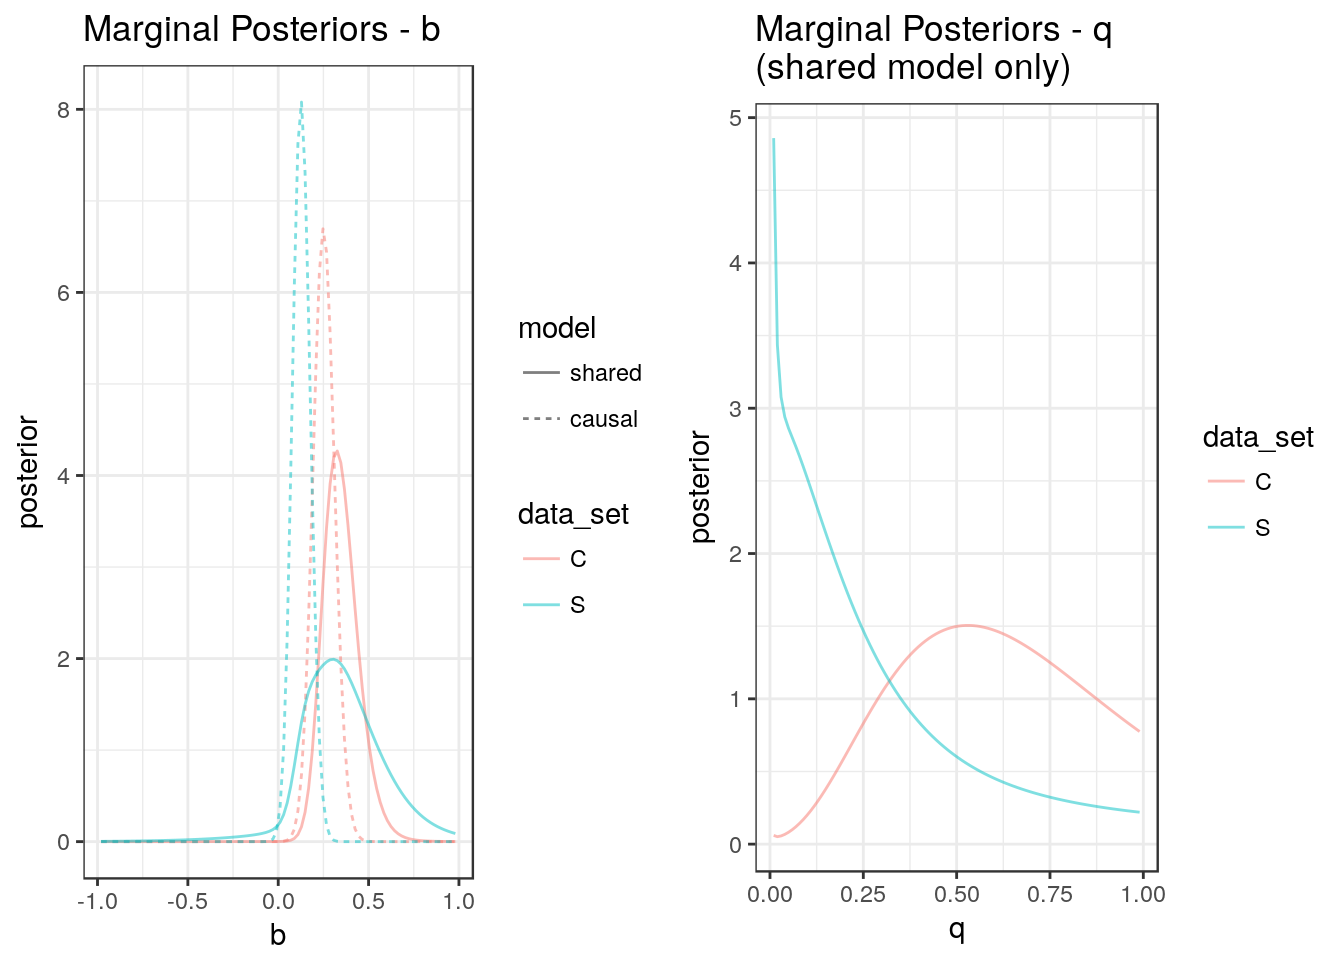 Marginal Posteriors - b
8
6
4
2
0
-1.0 -0.5 0.0 0.5 1.0
b
posterior
model
shared
causal
data_set
C
S
Marginal Posteriors - q
(shared model only)
5
4
3
2
1
0
0.00 0.25 0.50 0.75 1.00
q
posterior
data_set
C
S